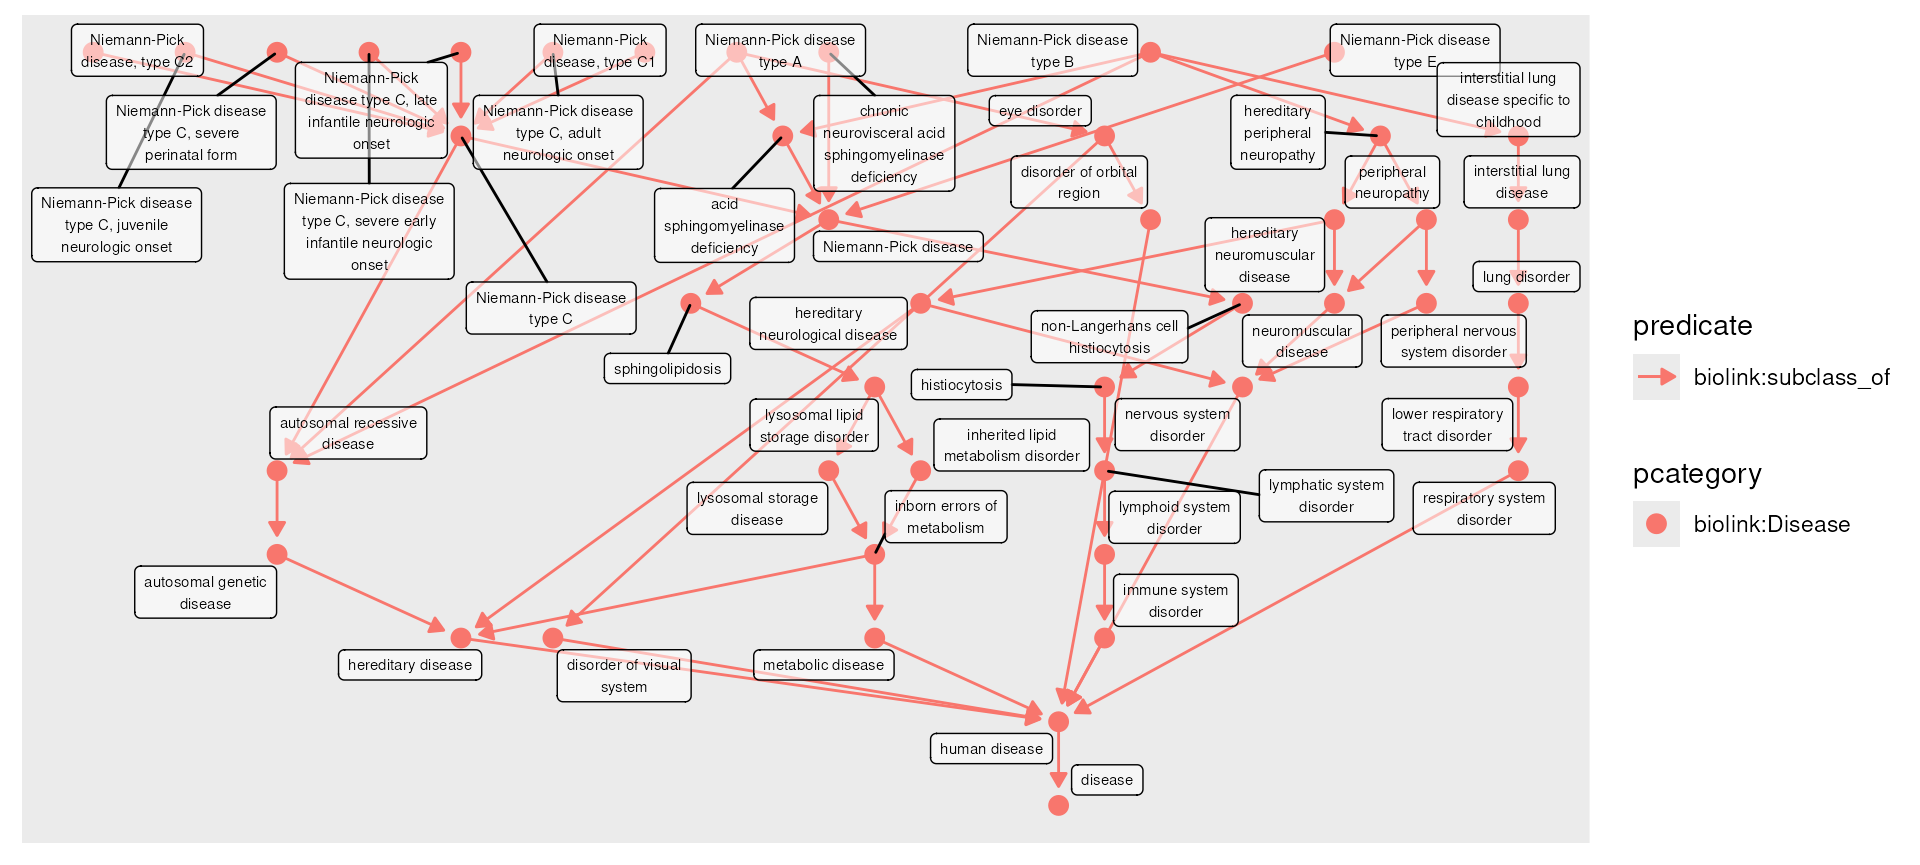 Niemann-Pick
disease, type C2
Niemann-Pick
disease, type C1
Niemann-Pick disease
type A
Niemann-Pick disease
type B
Niemann-Pick disease
type E
Niemann-Pick
disease type C, late
infantile neurologic
onset
interstitial lung
disease specific to
childhood
Niemann-Pick disease
type C, severe
perinatal form
Niemann-Pick disease
type C, adult
neurologic onset
chronic
neurovisceral acid
sphingomyelinase
deficiency
eye disorder
hereditary
peripheral
neuropathy
disorder of orbital
region
peripheral
neuropathy
interstitial lung
disease
Niemann-Pick disease
type C, juvenile
neurologic onset
Niemann-Pick disease
type C, severe early
infantile neurologic
onset
acid
sphingomyelinase
deficiency
Niemann-Pick disease
hereditary
neuromuscular
disease
lung disorder
Niemann-Pick disease
type C
hereditary
neurological disease
non-Langerhans cell
histiocytosis
neuromuscular
disease
peripheral nervous
system disorder
sphingolipidosis
histiocytosis
autosomal recessive
disease
lysosomal lipid
storage disorder
inherited lipid
metabolism disorder
nervous system
disorder
lower respiratory
tract disorder
lysosomal storage
disease
inborn errors of
metabolism
lymphoid system
disorder
lymphatic system
disorder
respiratory system
disorder
autosomal genetic
disease
immune system
disorder
hereditary disease
disorder of visual
system
metabolic disease
human disease
disease
predicate
biolink:subclass_of
pcategory
biolink:Disease